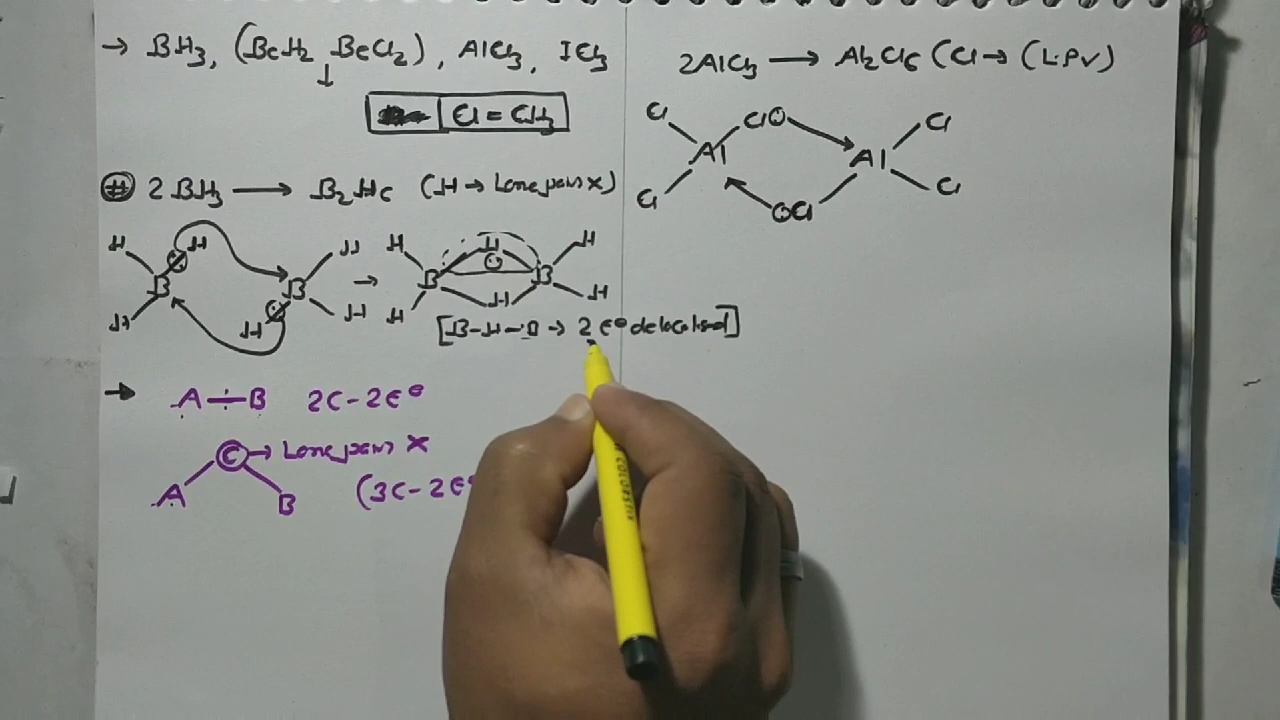 → BH3, (BeH2 BeCl2), AlCl3, ICl3
↓
Cl = CH3
# 2BH3 → B2H6 (H → Lone pair x)
H H H H H H
B B → B B
H H H H H H
[B-H-B → 2e⊖ delocalised]
→ A — B 2C-2e⊖
C → Lone pair x
A B (3C-2e⊖
2AlCl3 → Al2Cl6 (Cl → (L.P✓)
Cl Cl Cl
Al Al
Cl Cl Cl